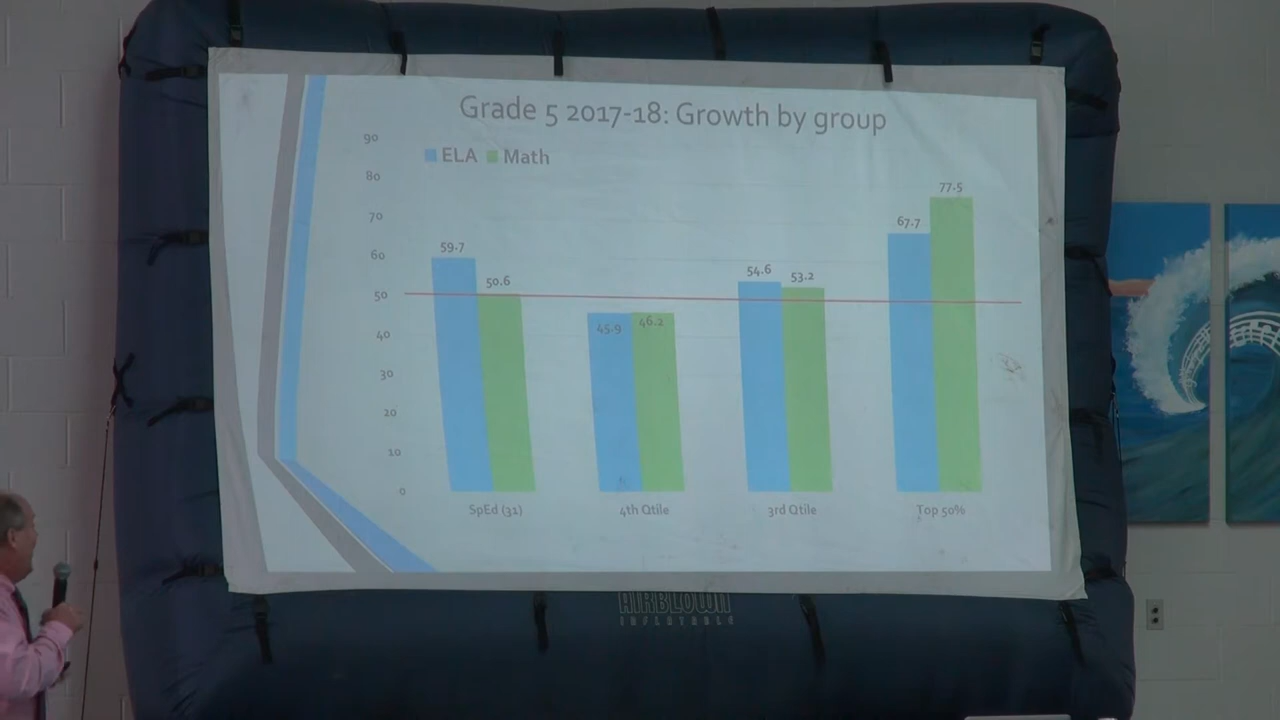 Grade 5 2017-18: Growth by group
ELA Math
90
80
70
60
50
40
30
20
10
0
59.7
50.6
45.9
46.2
54.6
53.2
67.7
77.5
SpEd (31)
4th Qtile
3rd Qtile
Top 50%
AIRBLOWN
INFLATABLE